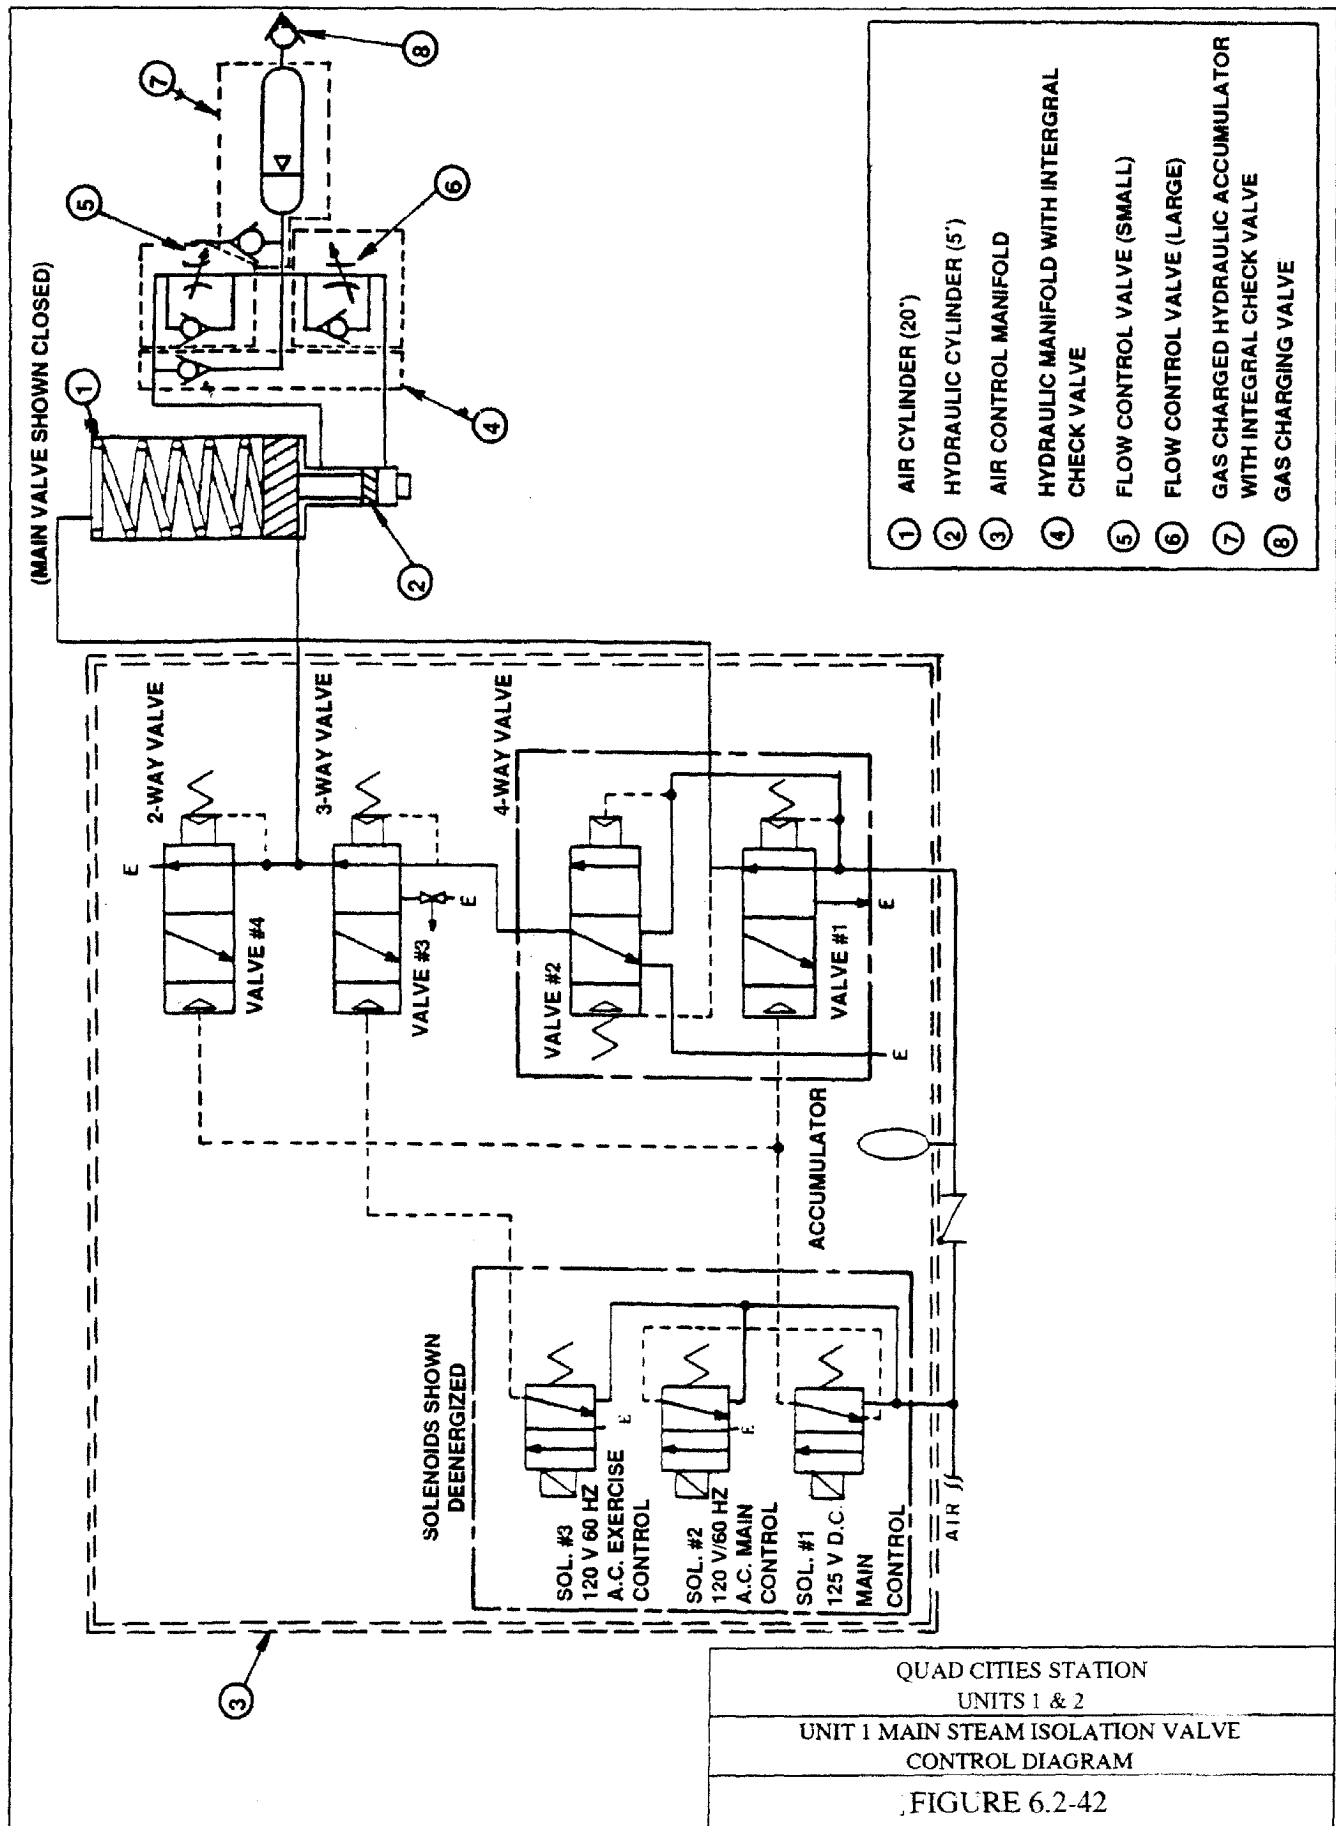 (MAIN VALVE SHOWN CLOSED)
1
2
3
4
5
6
7
8
2-WAY VALVE
E
VALVE #4
3-WAY VALVE
E
VALVE #3
4-WAY VALVE
VALVE #2
E
VALVE #1
E
ACCUMULATOR
SOLENOIDS SHOWN
DEENERGIZED
E
E
SOL. #3
120 V 60 HZ
A.C. EXERCISE
CONTROL
SOL. #2
120 V/60 HZ
A.C. MAIN
CONTROL
SOL. #1
125 V D.C.
MAIN
CONTROL
AIR
1 AIR CYLINDER (20")
2 HYDRAULIC CYLINDER (5")
3 AIR CONTROL MANIFOLD
4 HYDRAULIC MANIFOLD WITH INTERGRAL
CHECK VALVE
5 FLOW CONTROL VALVE (SMALL)
6 FLOW CONTROL VALVE (LARGE)
7 GAS CHARGED HYDRAULIC ACCUMULATOR
WITH INTEGRAL CHECK VALVE
8 GAS CHARGING VALVE
QUAD CITIES STATION
UNITS 1 & 2
UNIT 1 MAIN STEAM ISOLATION VALVE
CONTROL DIAGRAM
FIGURE 6.2-42